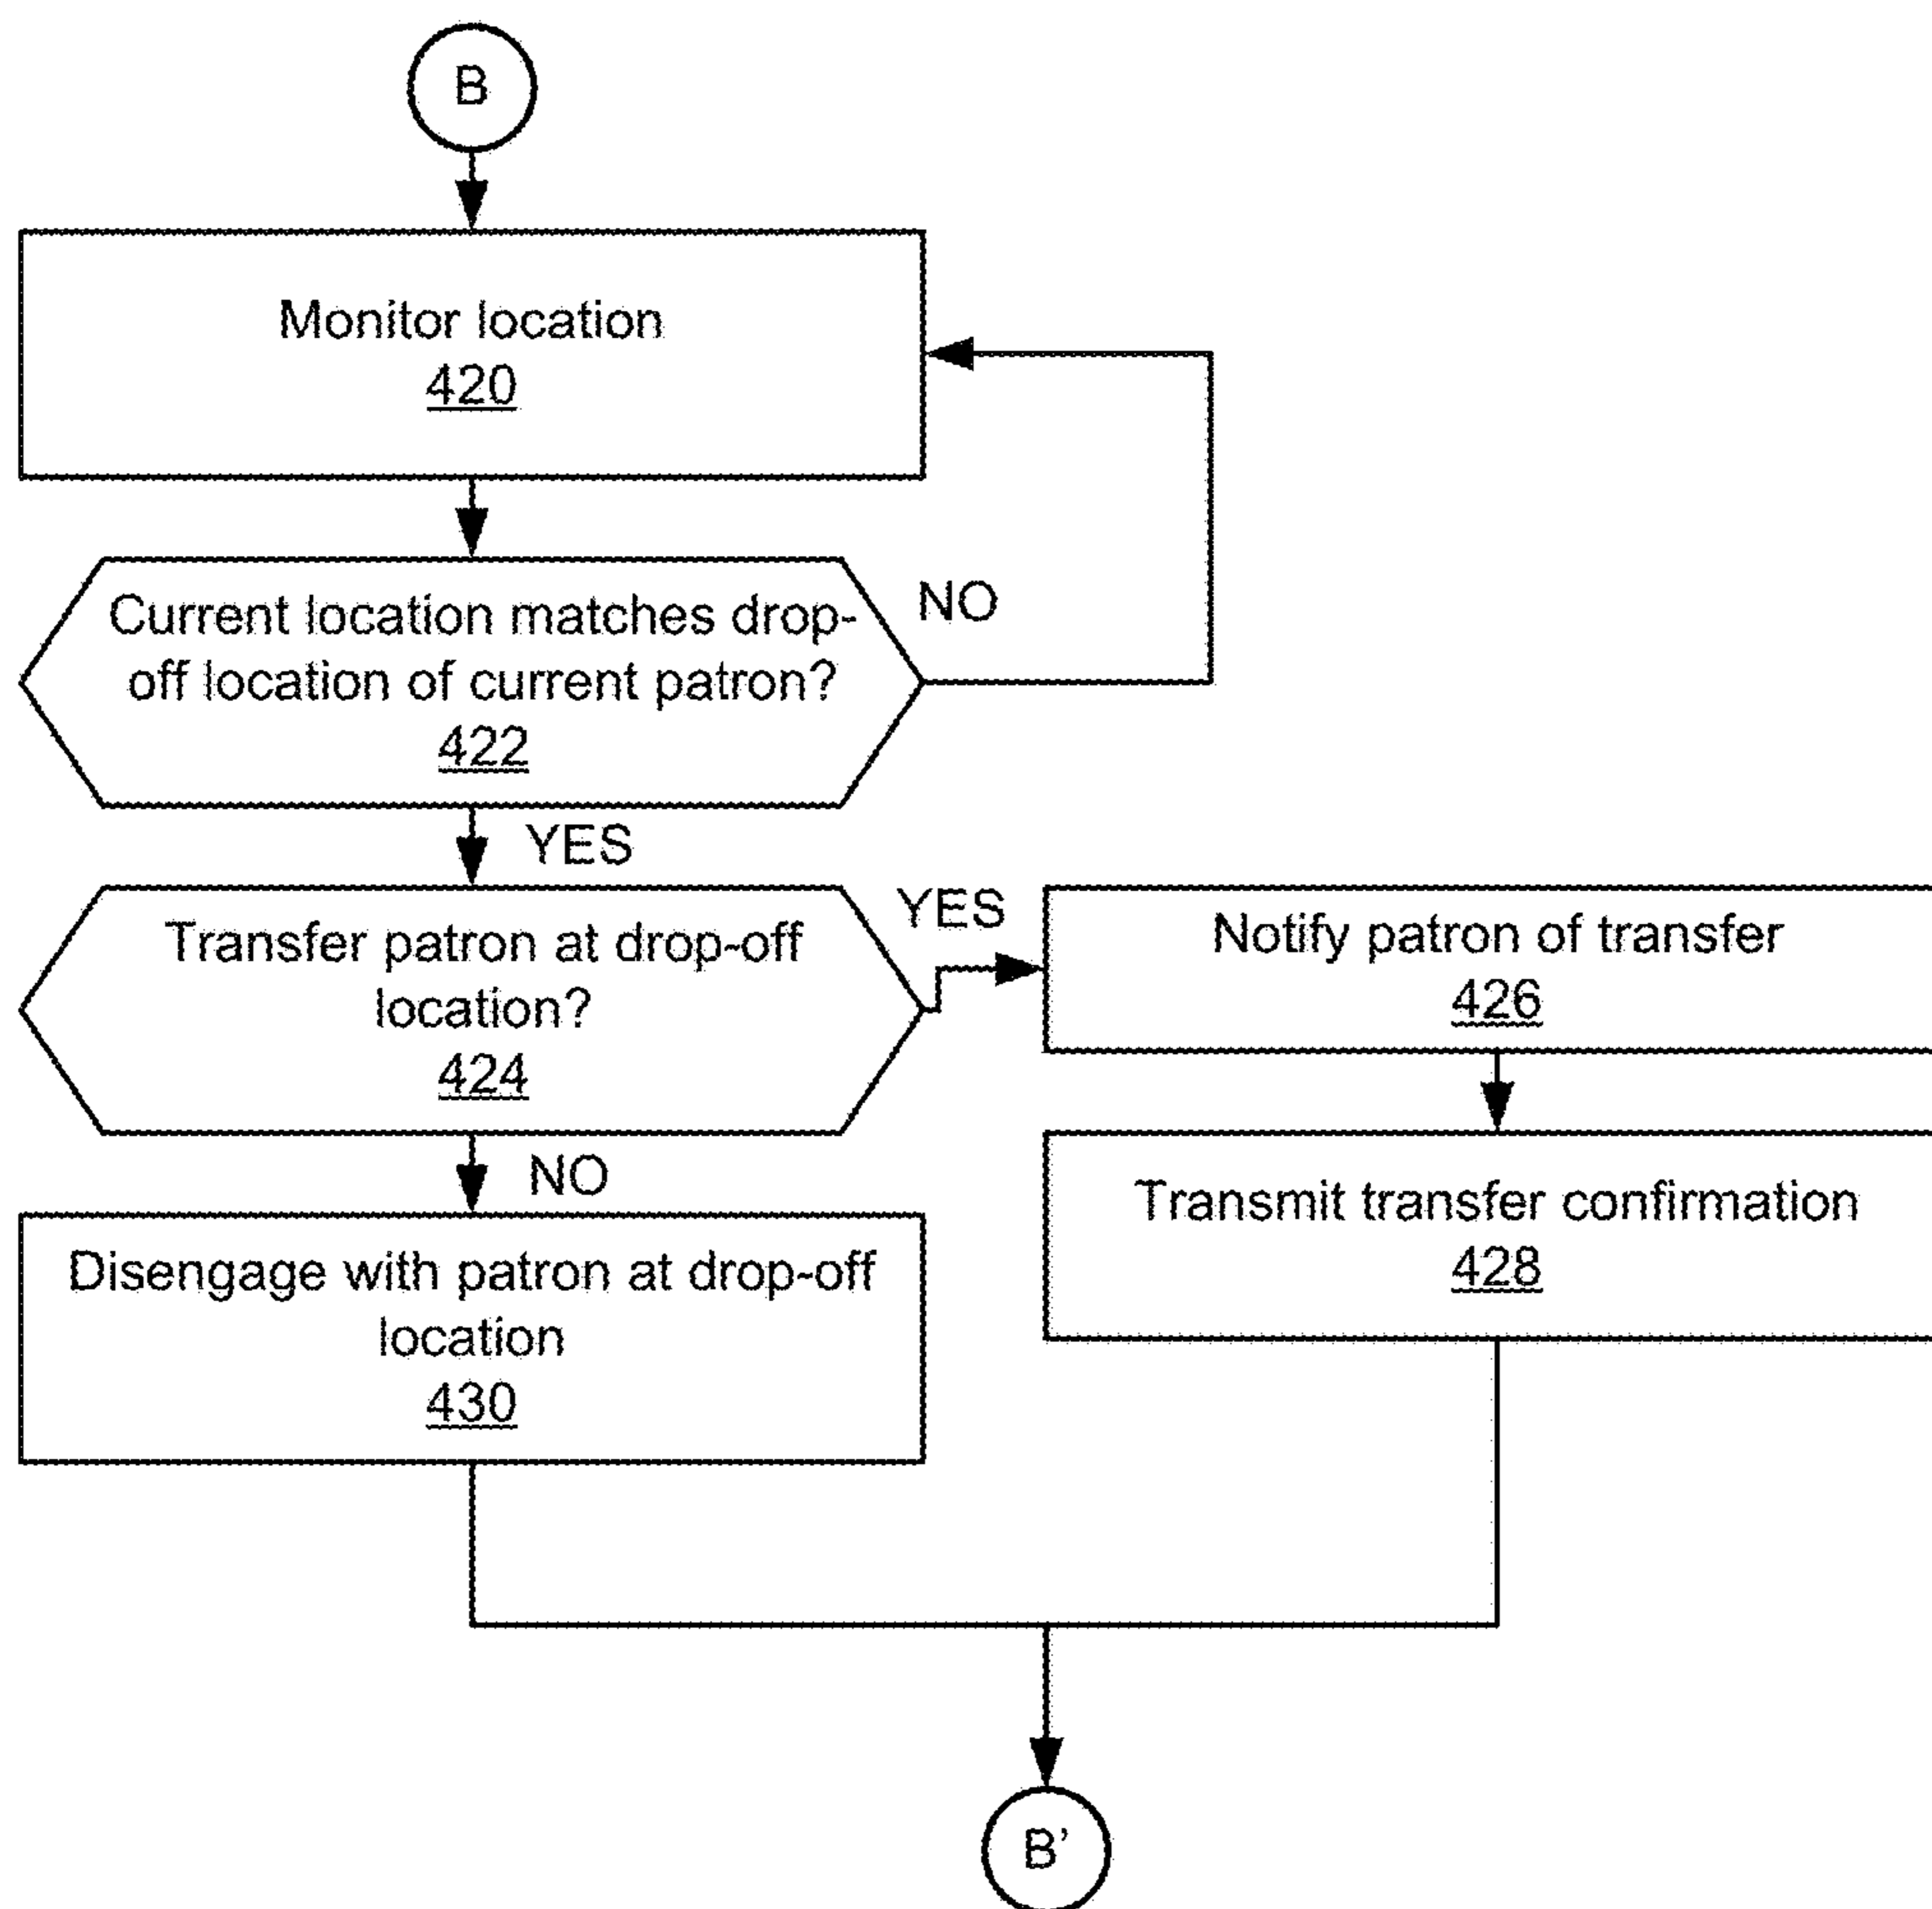 B
Monitor location
420
Current location matches drop-
off location of current patron?
422
NO
YES
Transfer patron at drop-off
location?
424
YES
Notify patron of transfer
426
Transmit transfer confirmation
428
NO
Disengage with patron at drop-off
location
430
B’